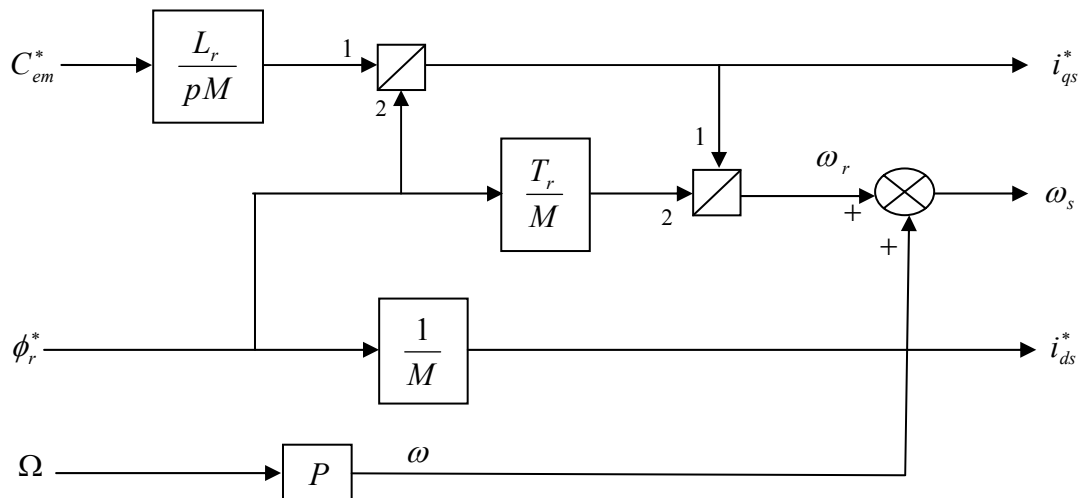 C*em
Lr
pM
1
2
i*qs
1
Tr
M
2
ωr
+
+
ωs
ϕ*r
1
M
i*ds
Ω
P
ω